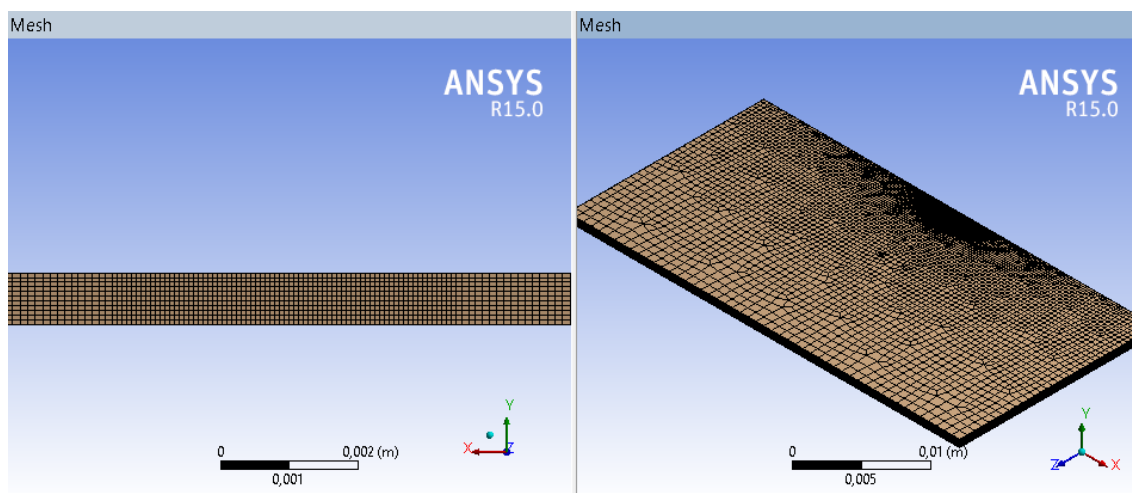 Mesh
ANSYS
R15.0
Y
X
Z
0
0,002 (m)
0,001
Mesh
ANSYS
R15.0
Y
Z
X
0
0,01 (m)
0,005